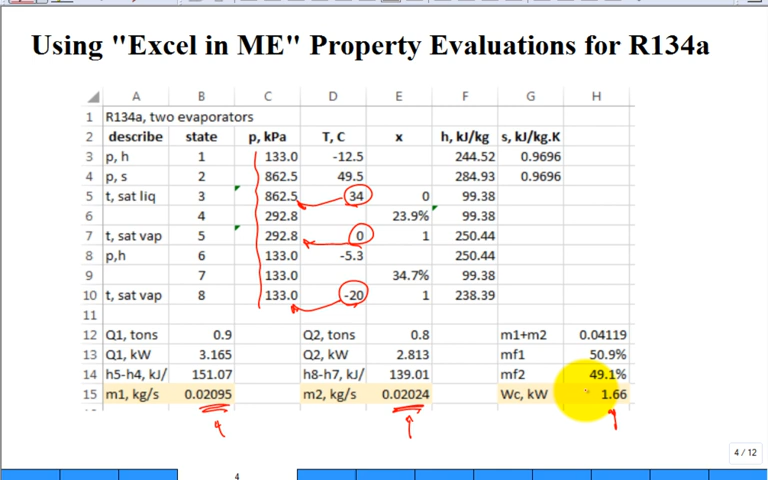 Using "Excel in ME" Property Evaluations for R134a
A B C D E F G H
1 R134a, two evaporators
2 describe state p, kPa T, C x h, kJ/kg s, kJ/kg.K
3 p, h 1 133.0 -12.5 244.52 0.9696
4 p, s 2 862.5 49.5 284.93 0.9696
5 t, sat liq 3 862.5 34 0 99.38
6 4 292.8 23.9% 99.38
7 t, sat vap 5 292.8 0 1 250.44
8 p,h 6 133.0 -5.3 250.44
9 7 133.0 34.7% 99.38
10 t, sat vap 8 133.0 -20 1 238.39
11
12 Q1, tons 0.9 Q2, tons 0.8 m1+m2 0.04119
13 Q1, kW 3.165 Q2, kW 2.813 mf1 50.9%
14 h5-h4, kJ/ 151.07 h8-h7, kJ/ 139.01 mf2 49.1%
15 m1, kg/s 0.02095 m2, kg/s 0.02024 Wc, kW 1.66
4 / 12
4